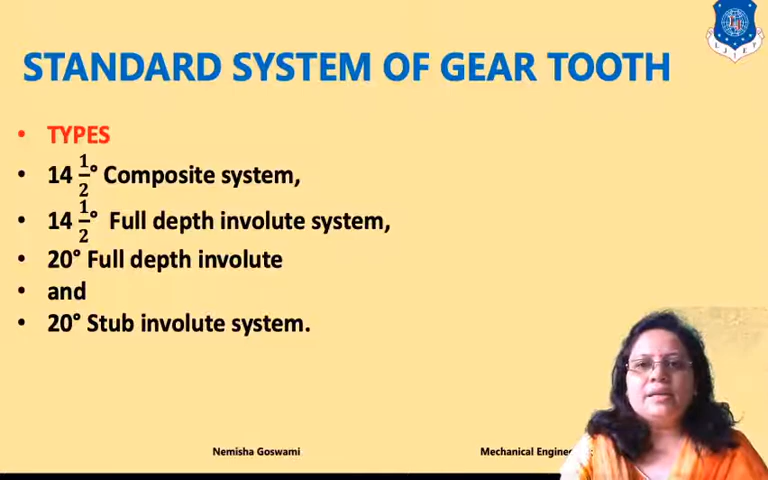 STANDARD SYSTEM OF GEAR TOOTH
• TYPES
• 14 1/2° Composite system,
• 14 1/2° Full depth involute system,
• 20° Full depth involute
• and
• 20° Stub involute system.
Nemisha Goswami
Mechanical